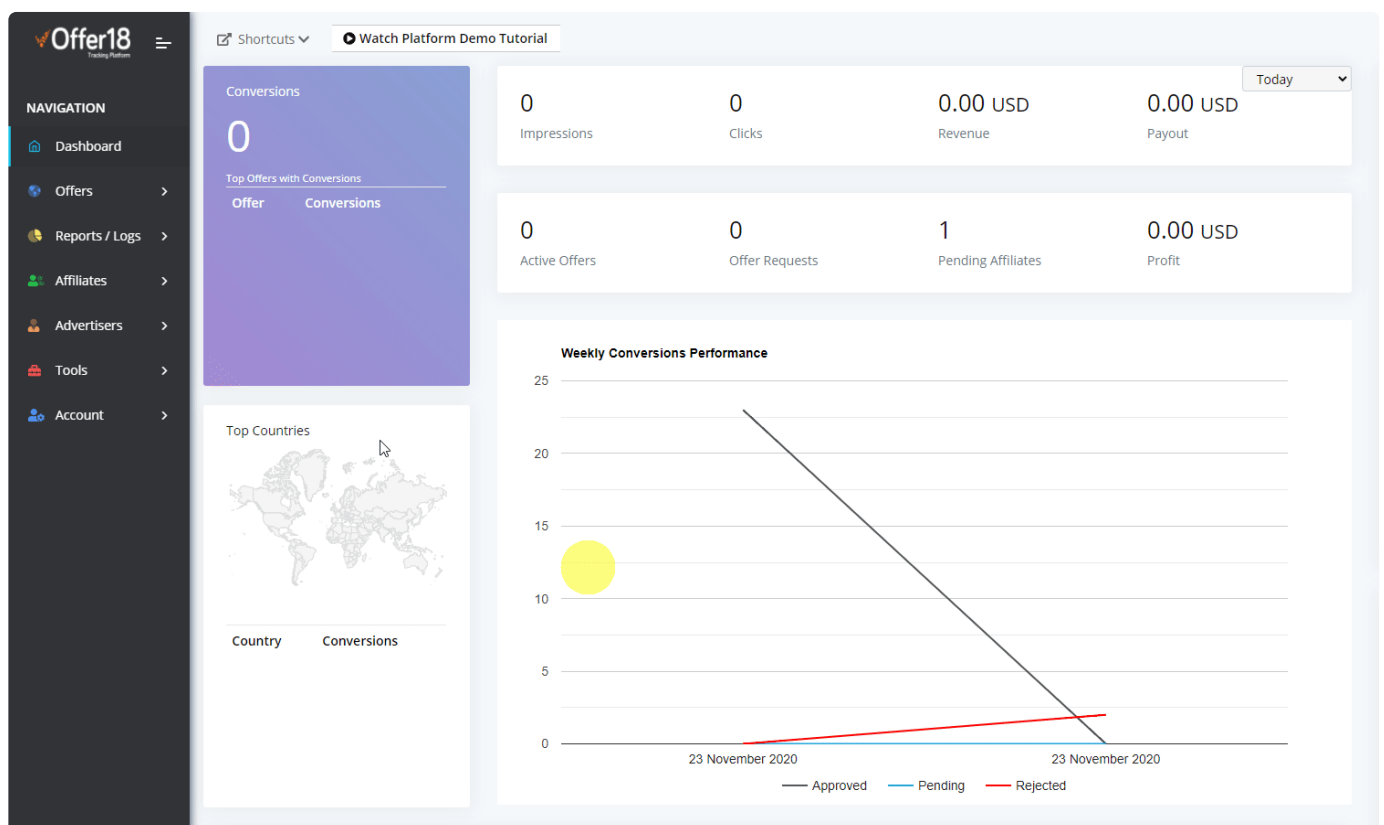 Offer18
Tracking Platform
NAVIGATION
Dashboard
Offers
Reports / Logs
Affiliates
Advertisers
Tools
Account
Shortcuts
Watch Platform Demo Tutorial
Conversions
0
Top Offers with Conversions
Offer Conversions
Today
0 0 0.00 USD 0.00 USD
Impressions Clicks Revenue Payout
0 0 1 0.00 USD
Active Offers Offer Requests Pending Affiliates Profit
Top Countries
Country Conversions
Weekly Conversions Performance
25
20
15
10
5
0
23 November 2020 23 November 2020
Approved Pending Rejected